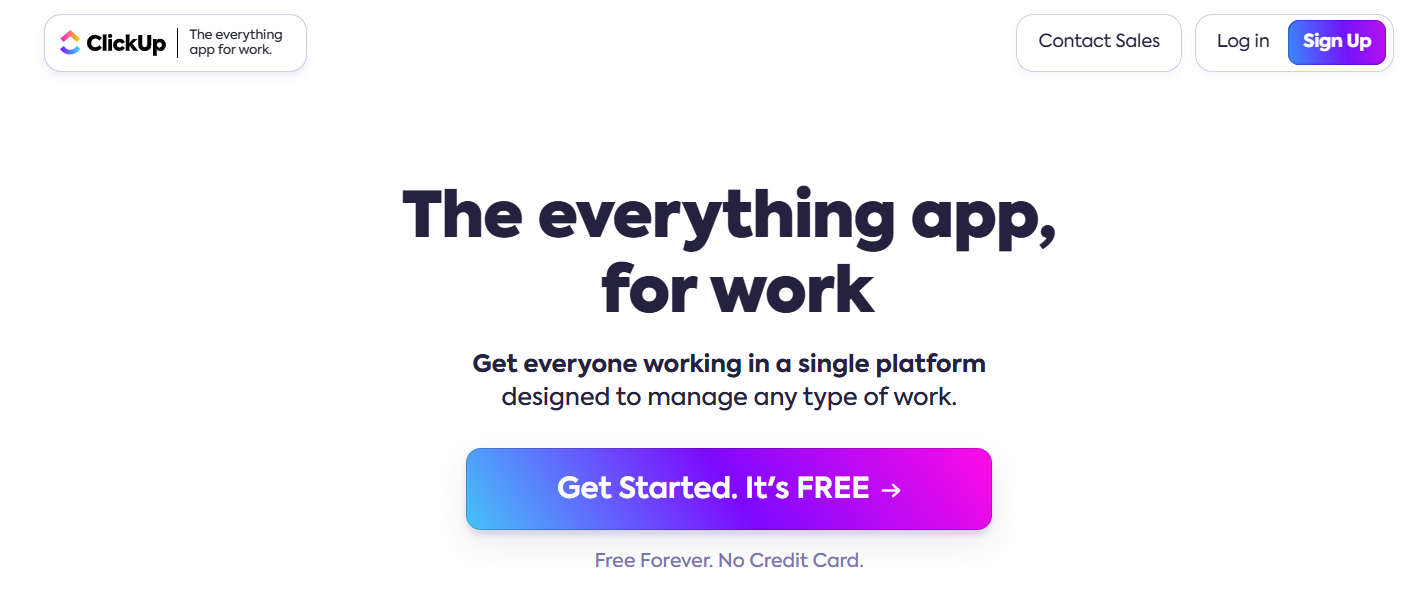 ClickUp
The everything
app for work.
Contact Sales
Log in
Sign Up
The everything app,
for work
Get everyone working in a single platform
designed to manage any type of work.
Get Started. It's FREE →
Free Forever. No Credit Card.